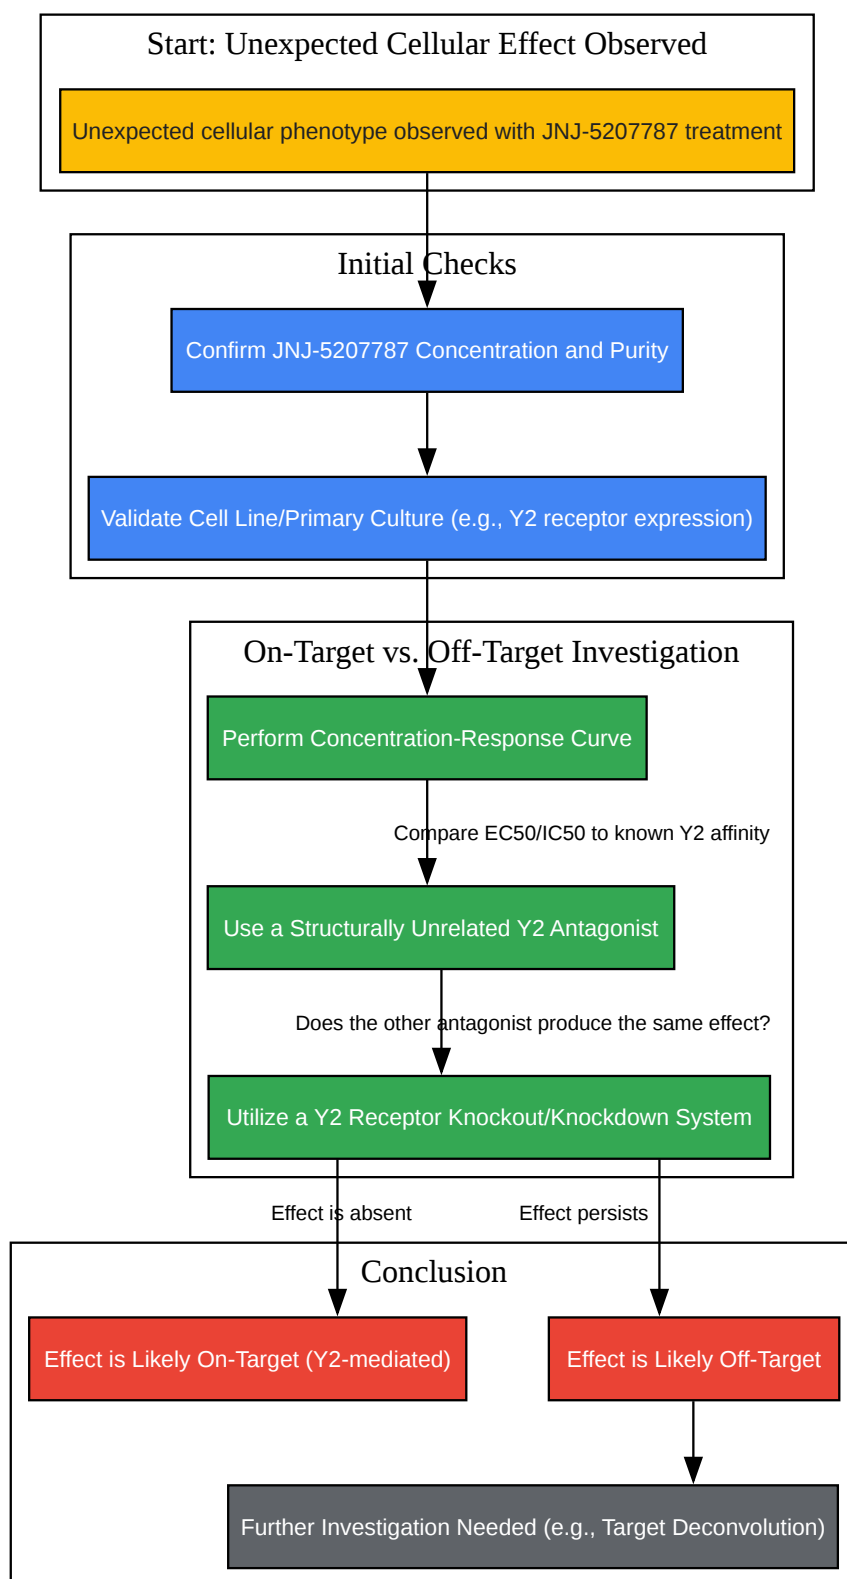 Start: Unexpected Cellular Effect Observed
Unexpected cellular phenotype observed with JNJ-5207787 treatment
Initial Checks
Confirm JNJ-5207787 Concentration and Purity
Validate Cell Line/Primary Culture (e.g., Y2 receptor expression)
On-Target vs. Off-Target Investigation
Perform Concentration-Response Curve
Compare EC50/IC50 to known Y2 affinity
Use a Structurally Unrelated Y2 Antagonist
Does the other antagonist produce the same effect?
Utilize a Y2 Receptor Knockout/Knockdown System
Effect is absent
Effect persists
Conclusion
Effect is Likely On-Target (Y2-mediated)
Effect is Likely Off-Target
Further Investigation Needed (e.g., Target Deconvolution)